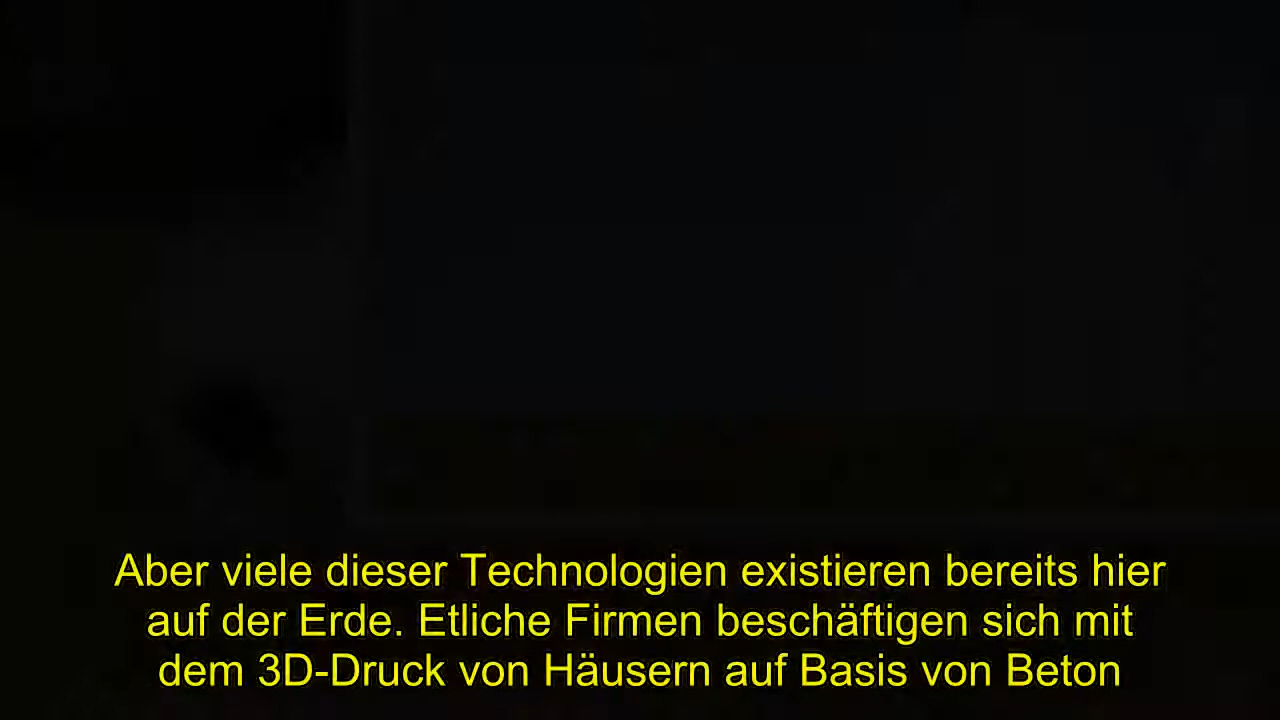 Aber viele dieser Technologien existieren bereits hier
auf der Erde. Etliche Firmen beschäftigen sich mit
dem 3D-Druck von Häusern auf Basis von Beton